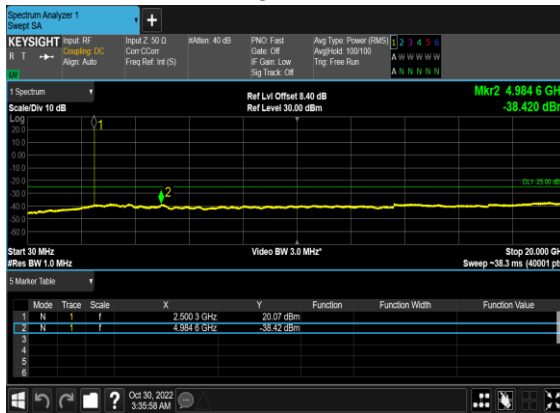 Spectrum Analyzer 1
Swept SA
+
KEYSIGHT Input: RF Input Z: 50 Ω #Atten: 40 dB PNO: Fast Avg Type: Power (RMS) 1 2 3 4 5 6
R T Coupling: DC Corr CCorr Gate: Off Avg|Hold: 100/100 A W W W W W
Align: Auto Freq Ref: Int (S) IF Gain: Low Trig: Free Run
Sig Track: Off A N N N N N
1 Spectrum
Scale/Div 10 dB
Ref Lvl Offset 8.40 dB
Ref Level 30.00 dBm
Mkr2 4.984 6 GH
-38.420 dBr
Log
20.0
10.0
0.00
-10.0
-20.0
-30.0
-40.0
-50.0
-60.0
1
2
DL1 -25.00 dB
Start 30 MHz
#Res BW 1.0 MHz
Video BW 3.0 MHz*
Stop 20.000 GH
Sweep ~38.3 ms (40001 pt
5 Marker Table
Mode Trace Scale X Y Function Function Width Function Value
1 N 1 f 2.500 3 GHz 20.07 dBm
2 N 1 f 4.984 6 GHz -38.42 dBm
3
4
5
6
?
Oct 30, 2022
3:35:58 AM